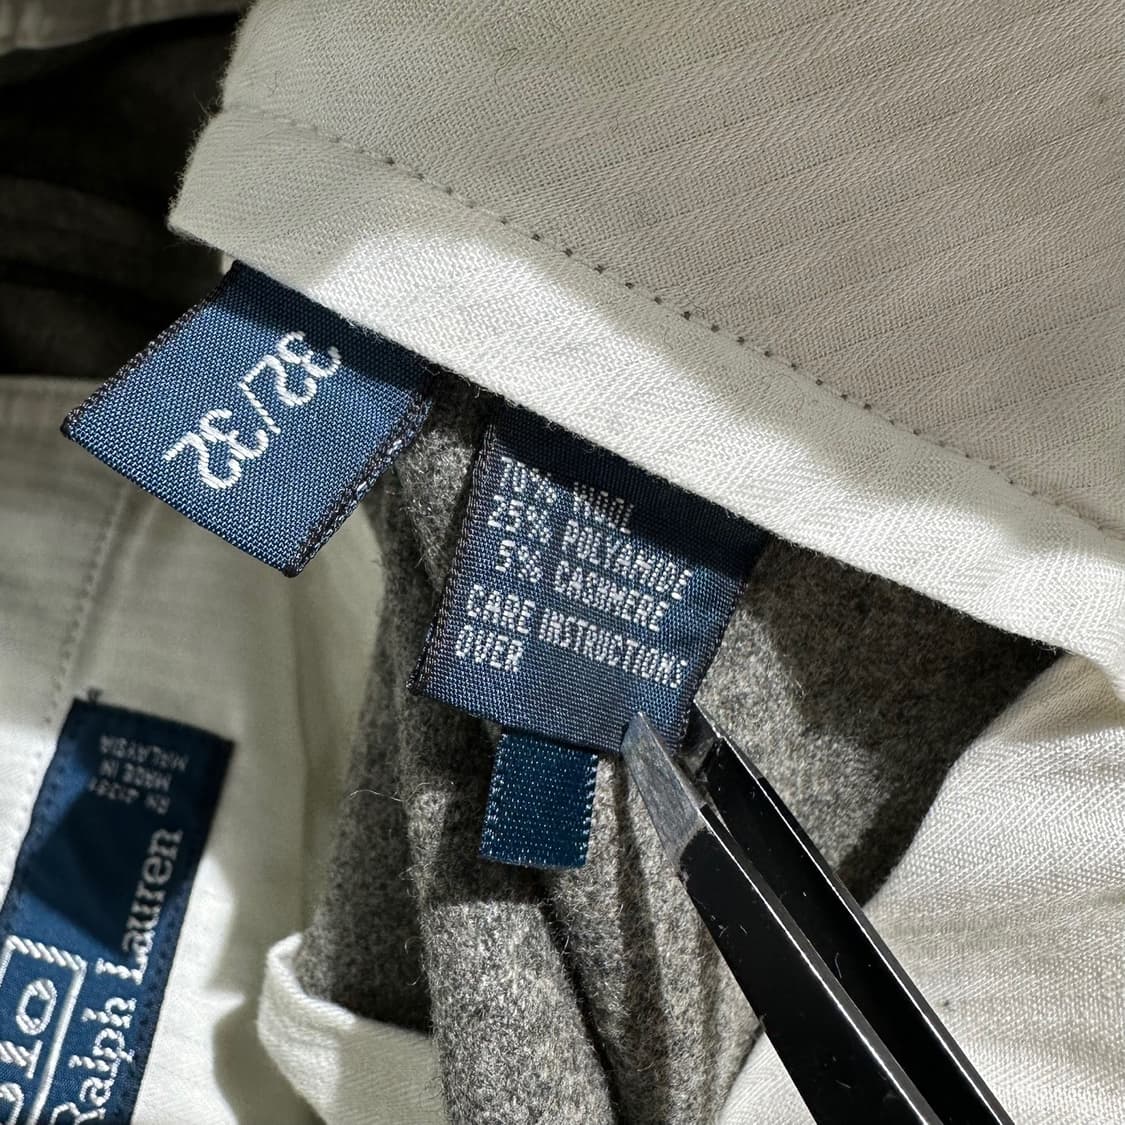 32/32
70% WOOL
25% POLYAMIDE
5% CASHMERE
CARE INSTRUCTIONS
OVER
Polo
Ralph Lauren
RN 41381
MADE IN
MALAYSIA